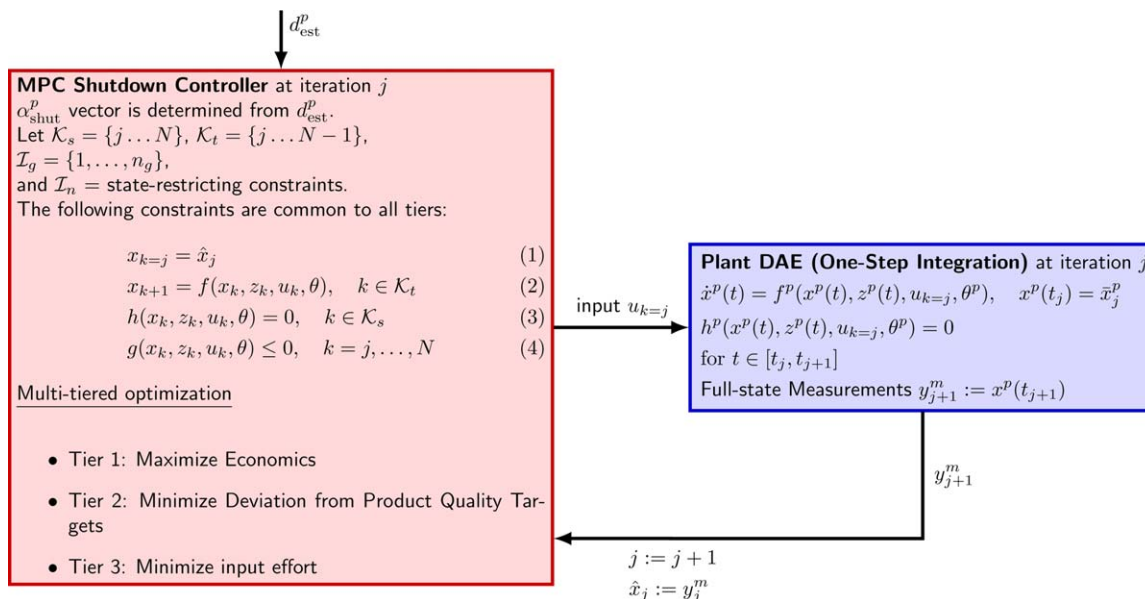 d^p_est
MPC Shutdown Controller at iteration j
α^p_shut vector is determined from d^p_est.
Let 𝒦_s = {j … N}, 𝒦_t = {j … N − 1},
ℐ_g = {1, …, n_g},
and ℐ_n = state-restricting constraints.
The following constraints are common to all tiers:
x_{k=j} = x̂_j (1)
x_{k+1} = f(x_k, z_k, u_k, θ), k ∈ 𝒦_t (2)
h(x_k, z_k, u_k, θ) = 0, k ∈ 𝒦_s (3)
g(x_k, z_k, u_k, θ) ≤ 0, k = j, …, N (4)
Multi-tiered optimization
• Tier 1: Maximize Economics
• Tier 2: Minimize Deviation from Product Quality Tar-
gets
• Tier 3: Minimize input effort
input u_{k=j}
Plant DAE (One-Step Integration) at iteration j
ẋ^p(t) = f^p(x^p(t), z^p(t), u_{k=j}, θ^p), x^p(t_j) = x̄^p_j
h^p(x^p(t), z^p(t), u_{k=j}, θ^p) = 0
for t ∈ [t_j, t_{j+1}]
Full-state Measurements y^m_{j+1} := x^p(t_{j+1})
y^m_{j+1}
j := j + 1
x̂_j := y^m_j